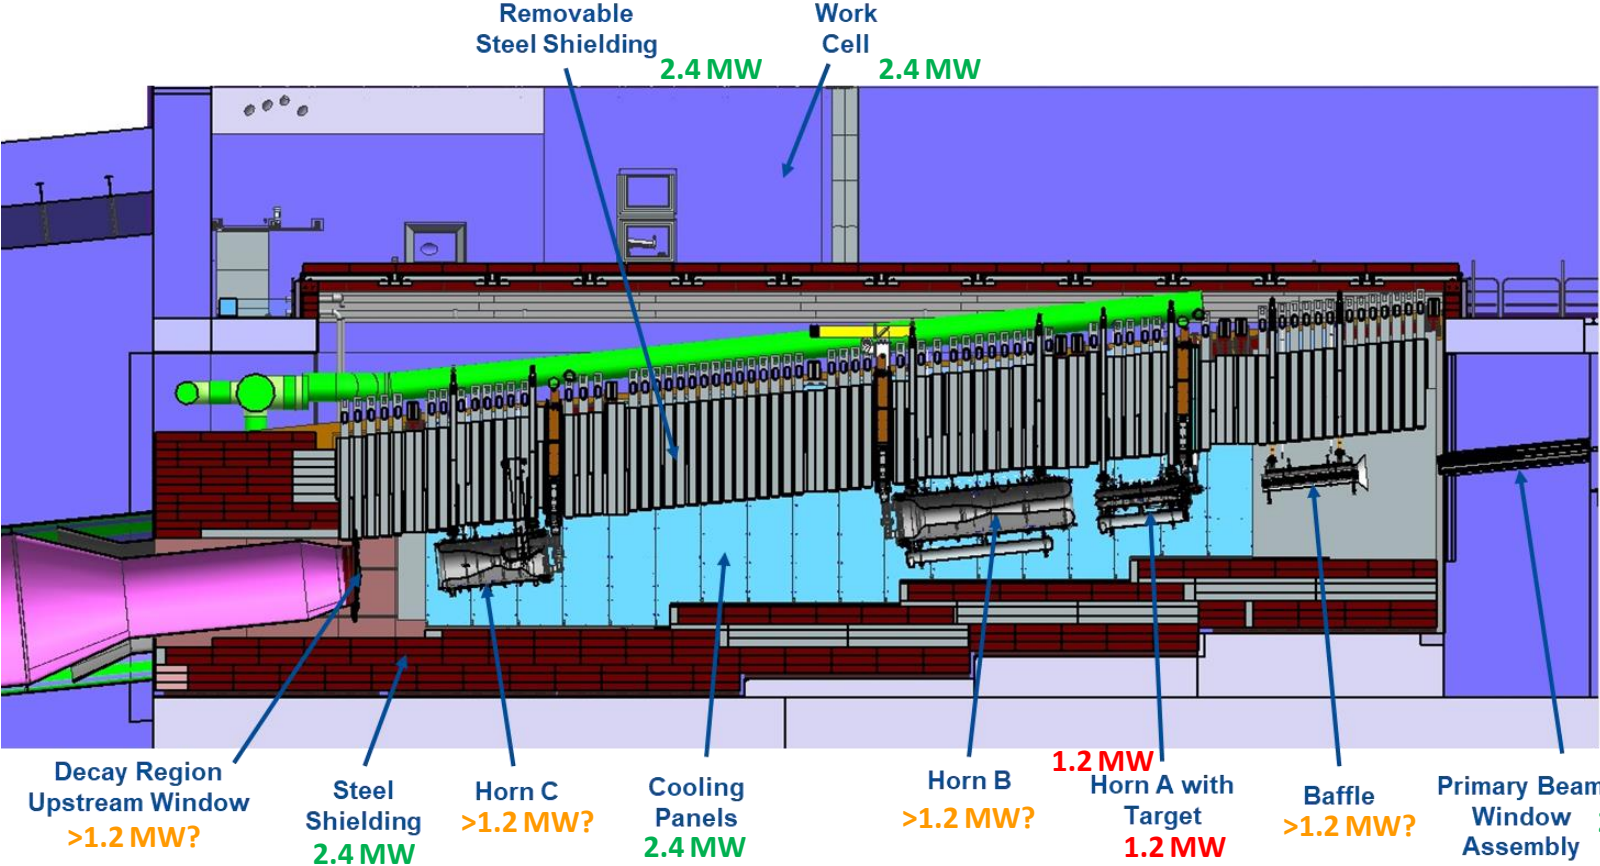 Removable
Steel Shielding
2.4 MW
Work
Cell
2.4 MW
Decay Region
Upstream Window
>1.2 MW?
Steel
Shielding
2.4 MW
Horn C
>1.2 MW?
Cooling
Panels
2.4 MW
Horn B
>1.2 MW?
1.2 MW
Horn A with
Target
1.2 MW
Baffle
>1.2 MW?
Primary Beam
Window
Assembly